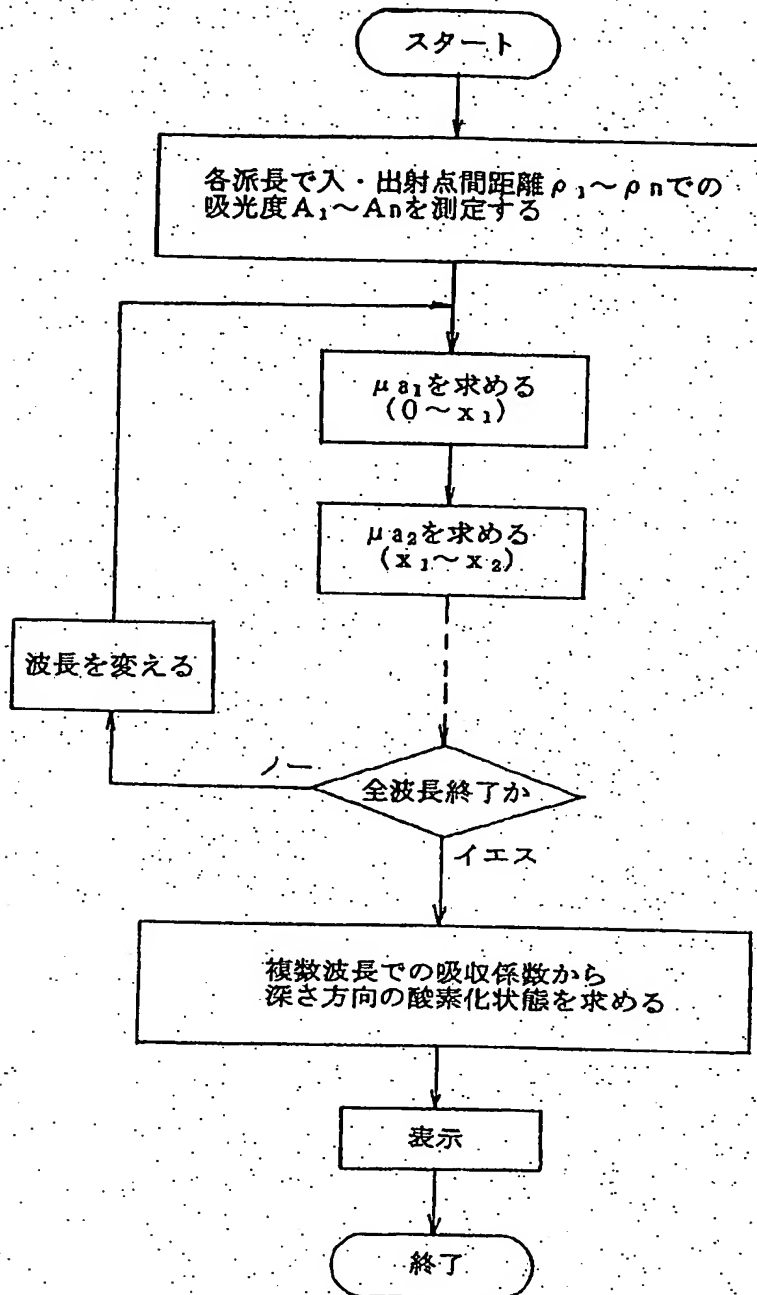 スタート
各派長で入・出射点間距離ρ₁~ρnでの
吸光度A₁~Anを測定する
μa₁を求める
(0~x₁)
μa₂を求める
(x₁~x₂)
波長を変える
ノー
全波長終了か
イエス
複数波長での吸収係数から
深さ方向の酸素化状態を求める
表示
終了